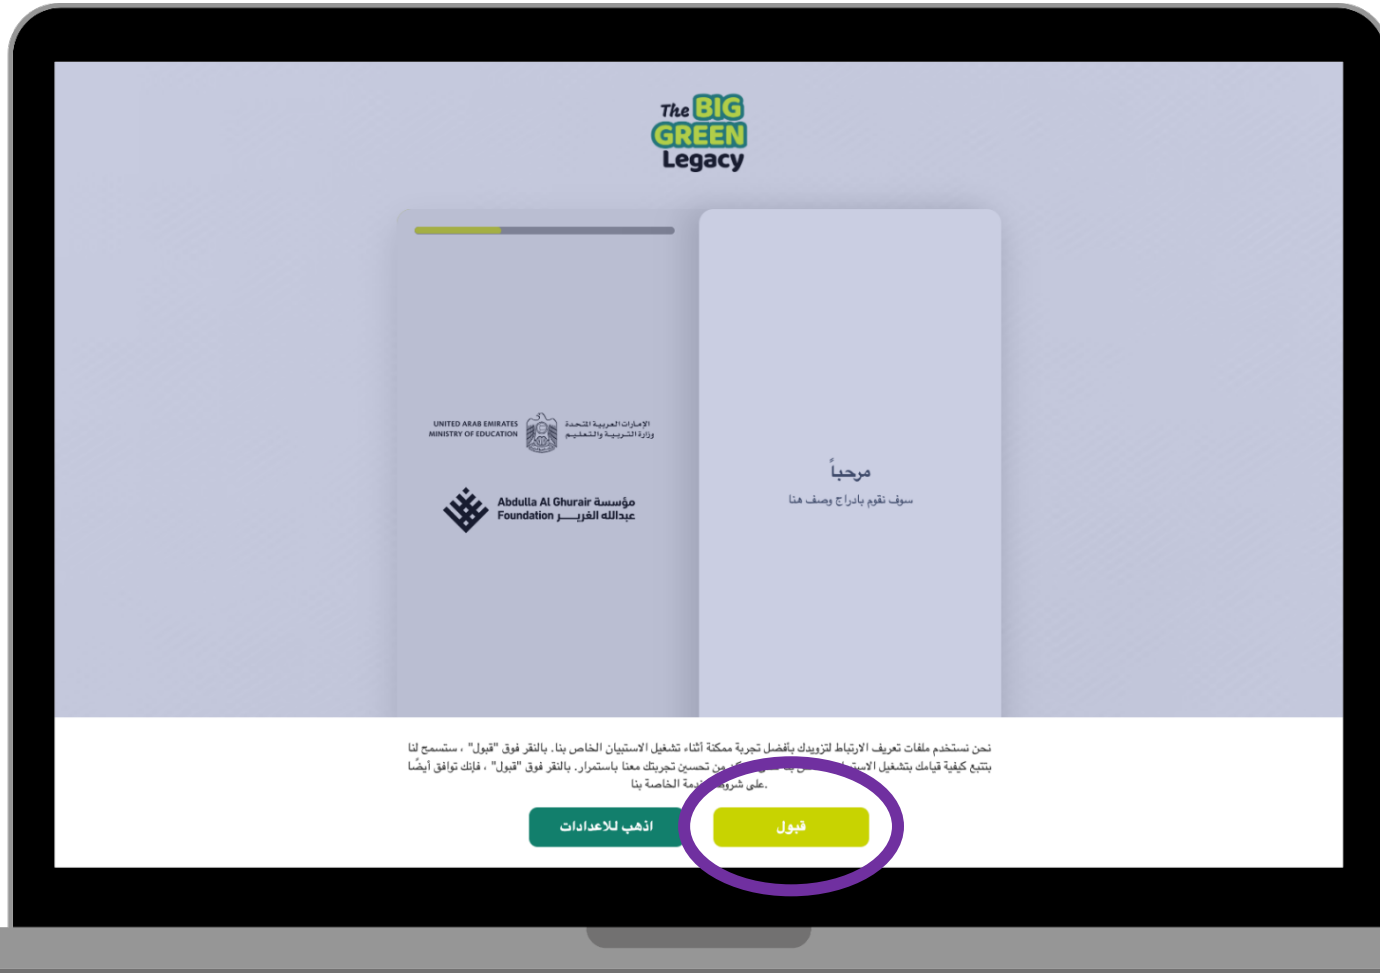 The BIG
GREEN
Legacy
UNITED ARAB EMIRATES
MINISTRY OF EDUCATION
الإمارات العربية المتحدة
وزارة التربية والتعليم
Abdulla Al Ghurair مؤسسة
Foundation عبدالله الغرير
مرحباً
سوف نقوم بادراج وصف هنا
نحن نستخدم ملفات تعريف الارتباط لتزويدك بأفضل تجربة ممكنة أثناء تشغيل الاستبيان الخاص بنا. بالنقر فوق "قبول" ، ستسمح لنا
بتتبع كيفية قيامك بتشغيل من تحسين تجربتك معنا باستمرار. بالنقر فوق "قبول" ، فإنك توافق أيضًا
على الخاصة بنا.
قبول
اذهب للاعدادات